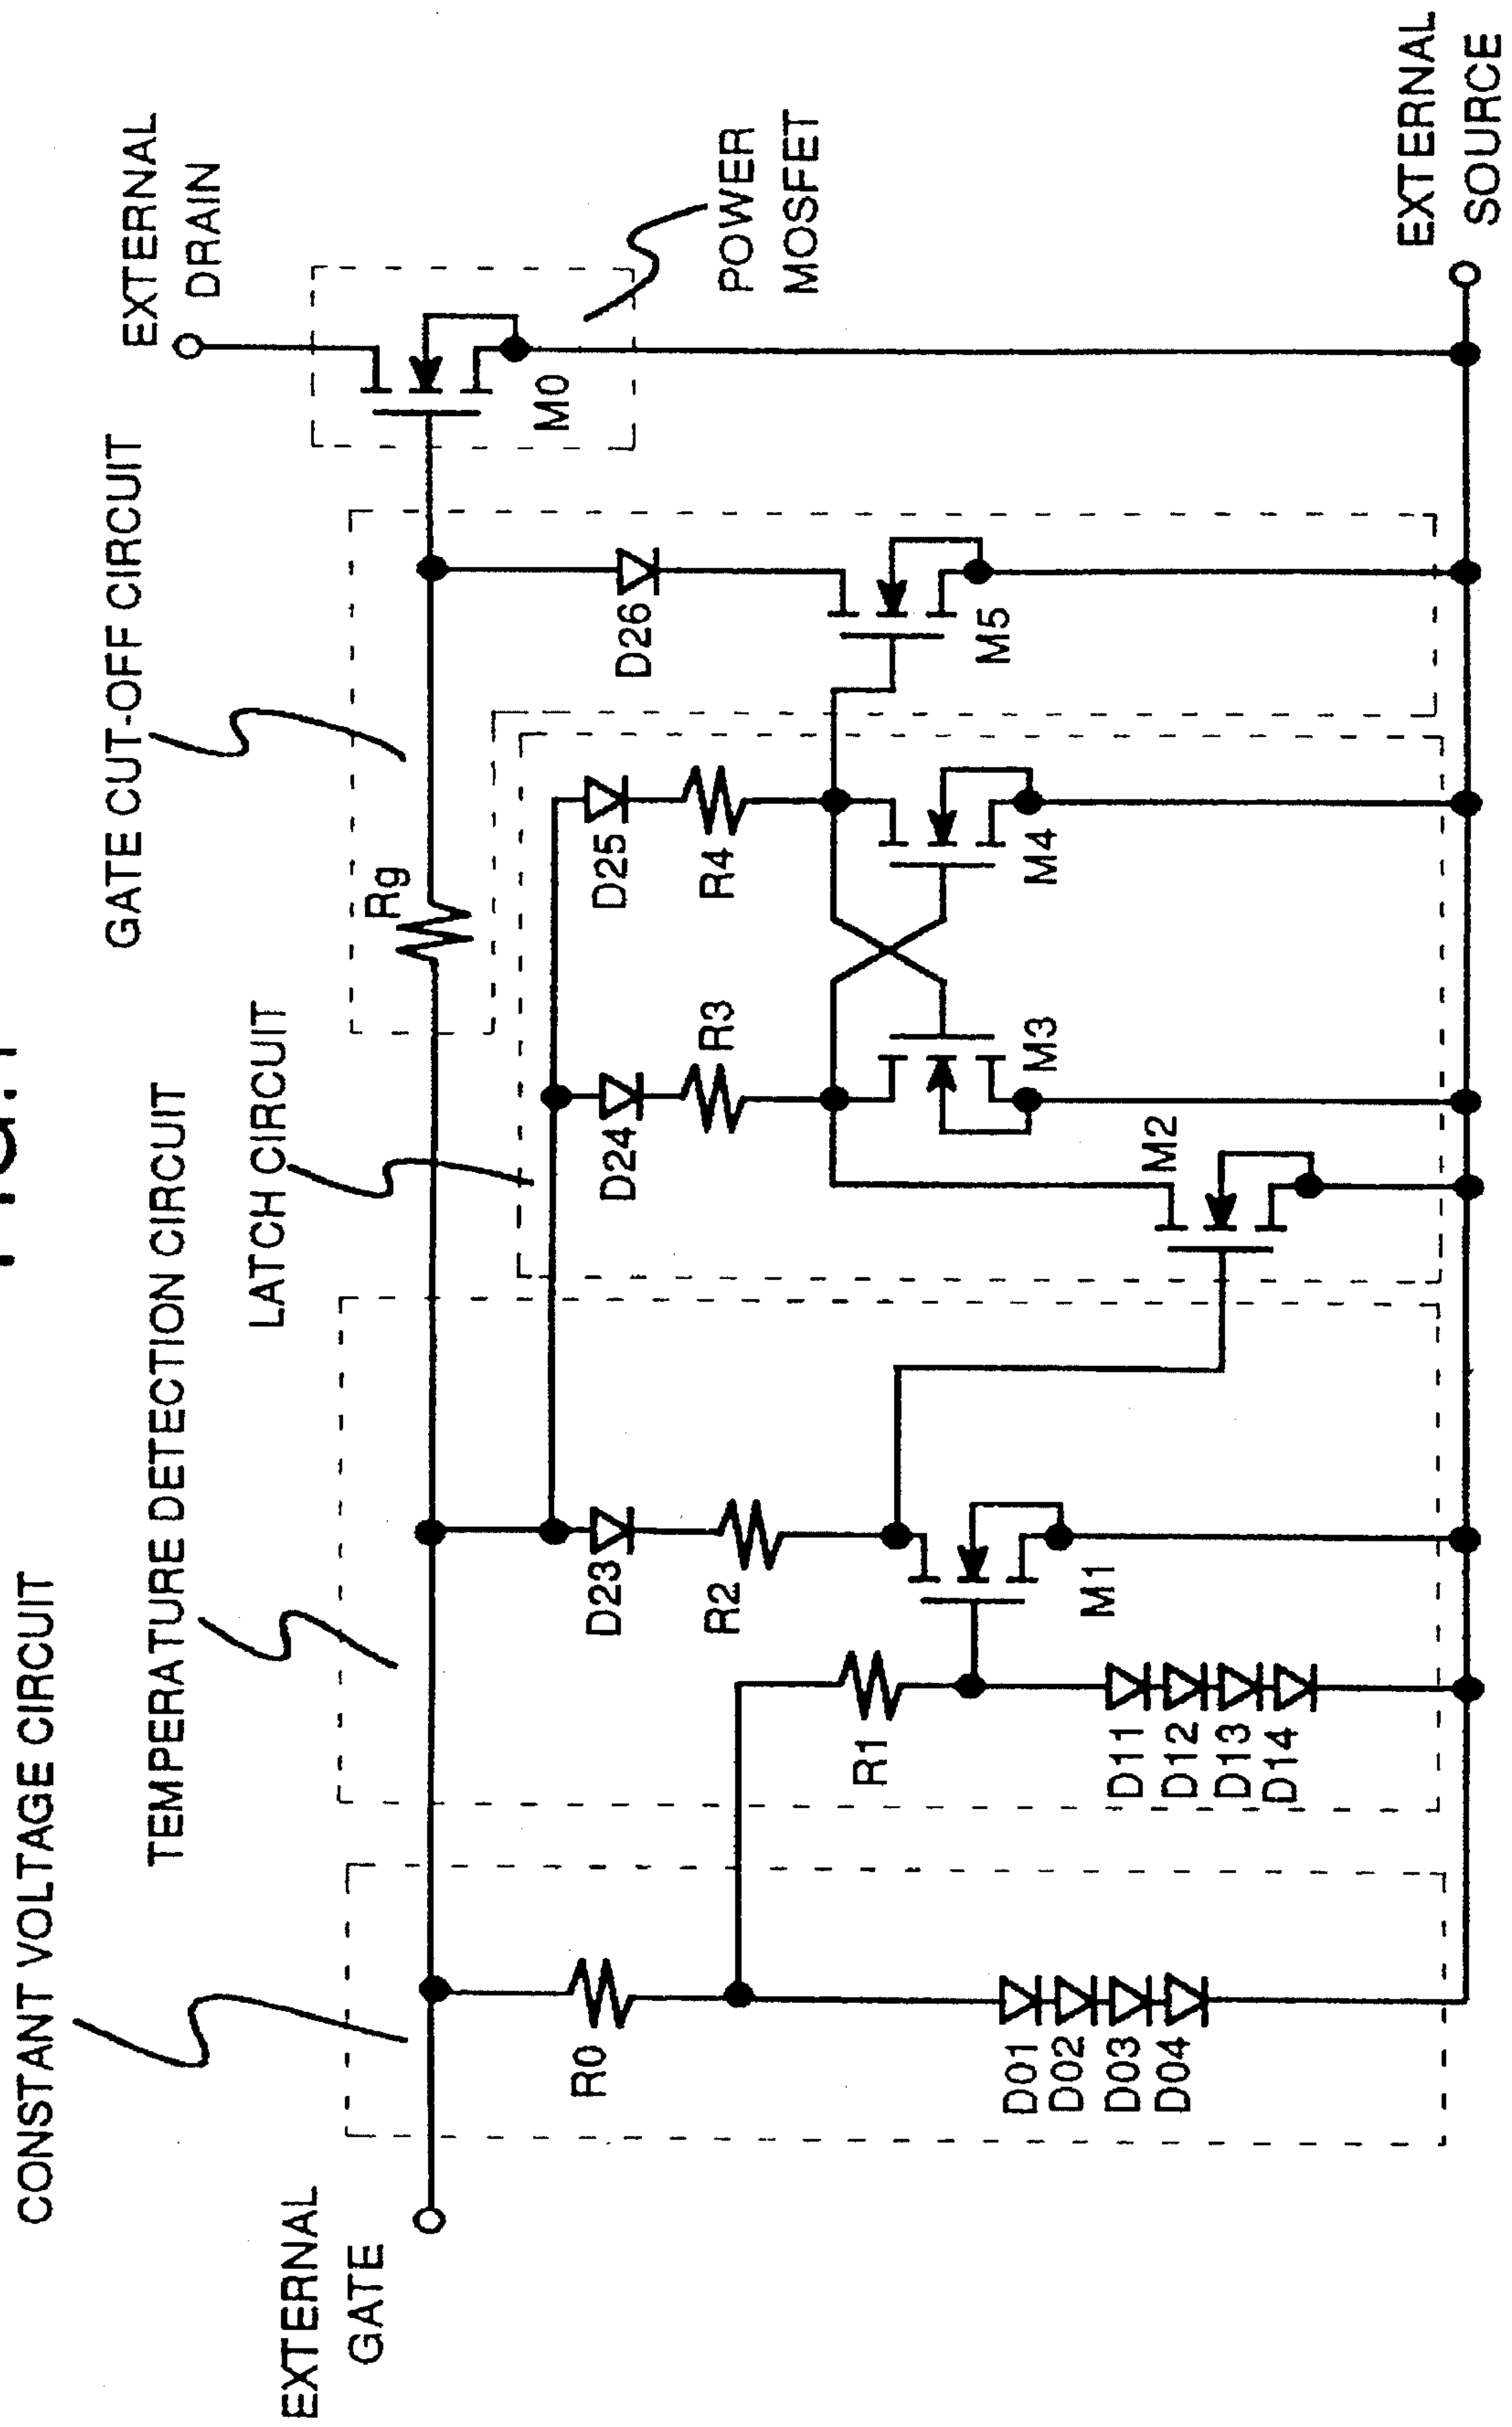 CONSTANT VOLTAGE CIRCUIT
TEMPERATURE DETECTION CIRCUIT
LATCH CIRCUIT
GATE CUT-OFF CIRCUIT
EXTERNAL
DRAIN
POWER
MOSFET
EXTERNAL
GATE
EXTERNAL
SOURCE
Rg
M0
R0
D01
D02
D03
D04
R1
D11
D12
D13
D14
D23
R2
M1
M2
D24
R3
M3
D25
R4
M4
D26
M5